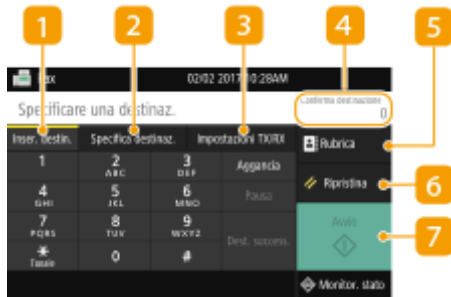 1 2 3 4 5
Fax 02/02 2017 10:28AM
Specificare una destinaz. Conferma destinazione 0
Inser. destin. Specifica destinaz. Impostazioni TX/RX Rubrica
1 2 ABC 3 DEF Aggancia
4 GHI 5 JKL 6 MNO Pausa Ripristina 6
7 PQRS 8 TUV 9 WXYZ Dest. success. Avvio 7
* Tonale 0 #
Monitor. stato